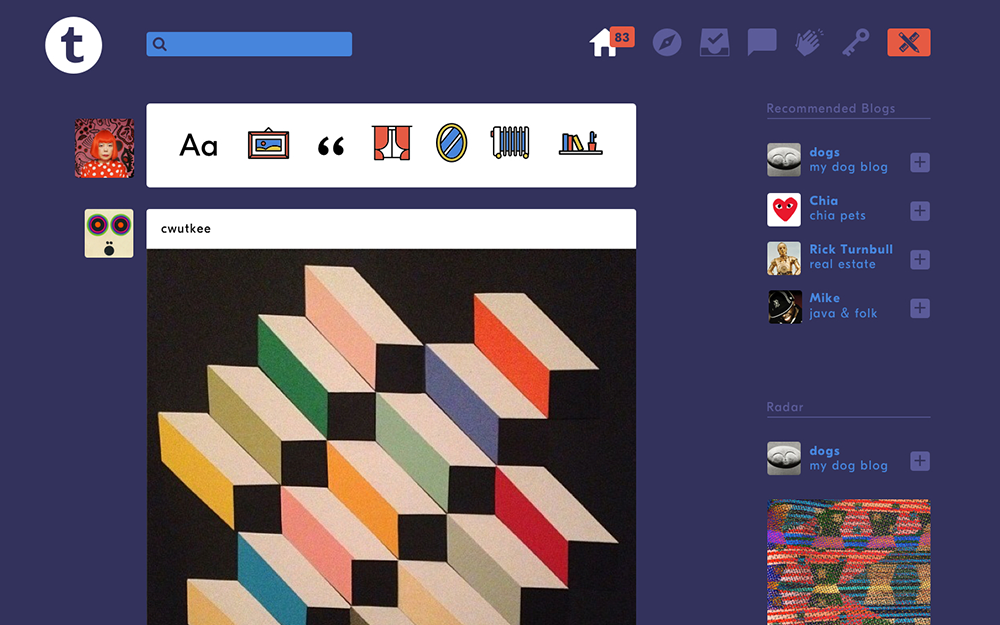 t
83
Aa
“
cwutkee
Recommended Blogs
dogs
my dog blog
Chia
chia pets
Rick Turnbull
real estate
Mike
java & folk
Radar
dogs
my dog blog